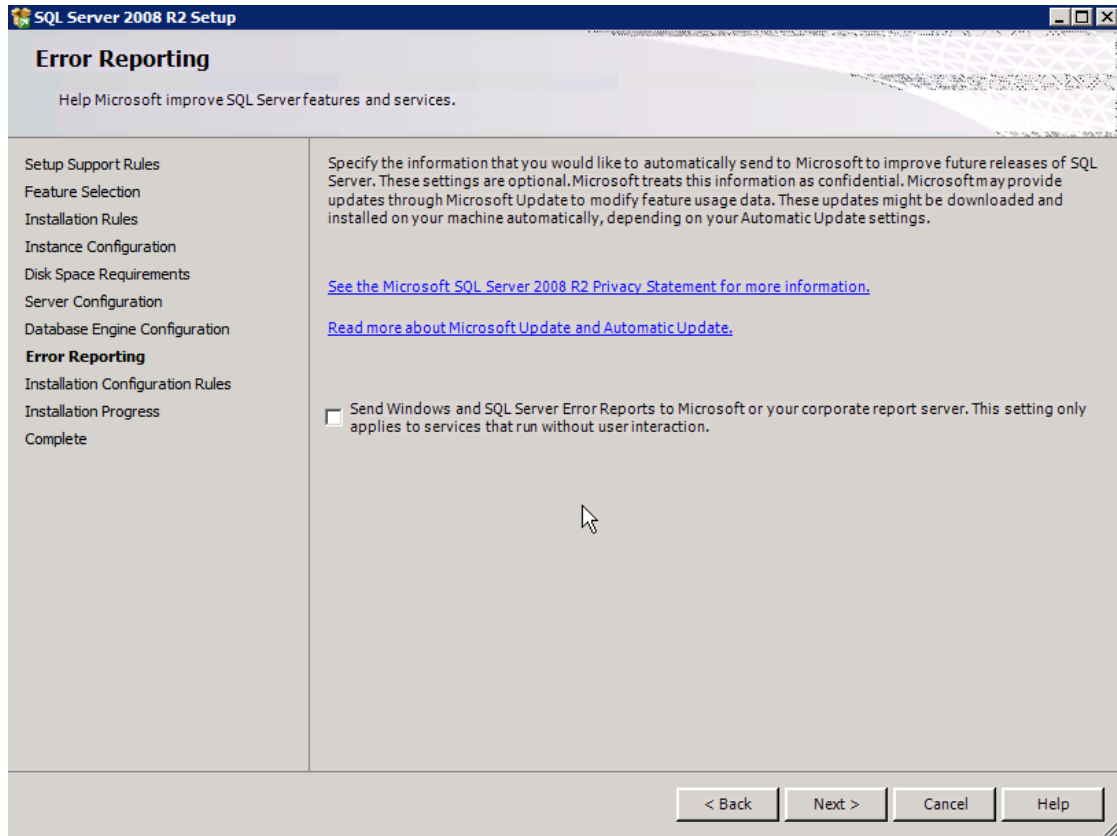 SQL Server 2008 R2 Setup
Error Reporting
Help Microsoft improve SQL Server features and services.
Setup Support Rules
Feature Selection
Installation Rules
Instance Configuration
Disk Space Requirements
Server Configuration
Database Engine Configuration
Error Reporting
Installation Configuration Rules
Installation Progress
Complete
Specify the information that you would like to automatically send to Microsoft to improve future releases of SQL
Server. These settings are optional. Microsoft treats this information as confidential. Microsoft may provide
updates through Microsoft Update to modify feature usage data. These updates might be downloaded and
installed on your machine automatically, depending on your Automatic Update settings.
See the Microsoft SQL Server 2008 R2 Privacy Statement for more information.
Read more about Microsoft Update and Automatic Update.
Send Windows and SQL Server Error Reports to Microsoft or your corporate report server. This setting only
applies to services that run without user interaction.
< Back
Next >
Cancel
Help